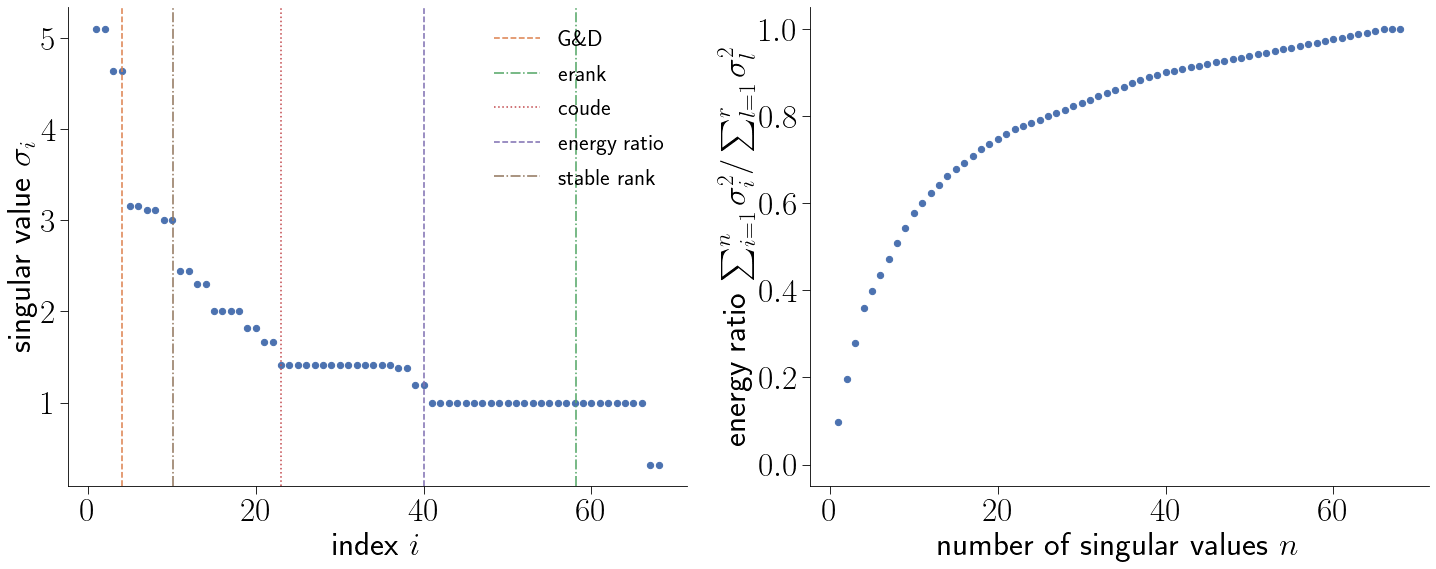 singular value σ_i
5
4
3
2
1
0
20
40
60
index i
G&D
erank
coude
energy ratio
stable rank
energy ratio ∑_{i=1}^{n} σ_i^2 / ∑_{l=1}^{r} σ_l^2
1.0
0.8
0.6
0.4
0.2
0.0
0
20
40
60
number of singular values n